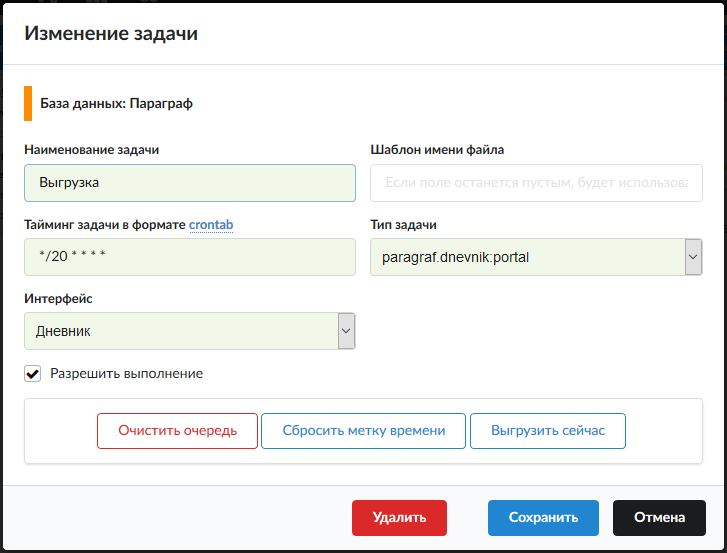 Изменение задачи
База данных: Параграф
Наименование задачи
Шаблон имени файла
Выгрузка
Если поле останется пустым, будет использова
Тайминг задачи в формате crontab
Тип задачи
*/20 * * * *
paragraf.dnevnik:portal
Интерфейс
Дневник
Разрешить выполнение
Очистить очередь
Сбросить метку времени
Выгрузить сейчас
Удалить
Сохранить
Отмена